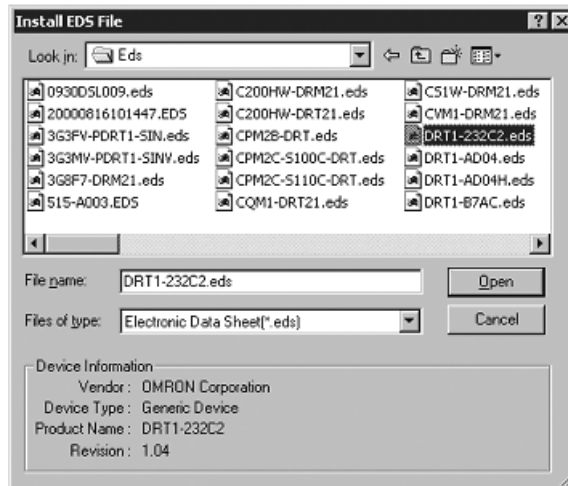 Install EDS File
Look in: Eds
0930DSL009.eds
20000816101447.EDS
3G3FV-PDRT1-SIN.eds
3G3MV-PDRT1-SINV.eds
3G8F7-DRM21.eds
515-A003.EDS
C200HW-DRM21.eds
C200HW-DRT21.eds
CPM2B-DRT.eds
CPM2C-S100C-DRT.eds
CPM2C-S110C-DRT.eds
CQM1-DRT21.eds
CS1W-DRM21.eds
CVM1-DRM21.eds
DRT1-232C2.eds
DRT1-AD04.eds
DRT1-AD04H.eds
DRT1-B7AC.eds
File name: DRT1-232C2.eds Open
Files of type: Electronic Data Sheet(*.eds) Cancel
Device Information
Vendor : OMRON Corporation
Device Type : Generic Device
Product Name : DRT1-232C2
Revision : 1.04